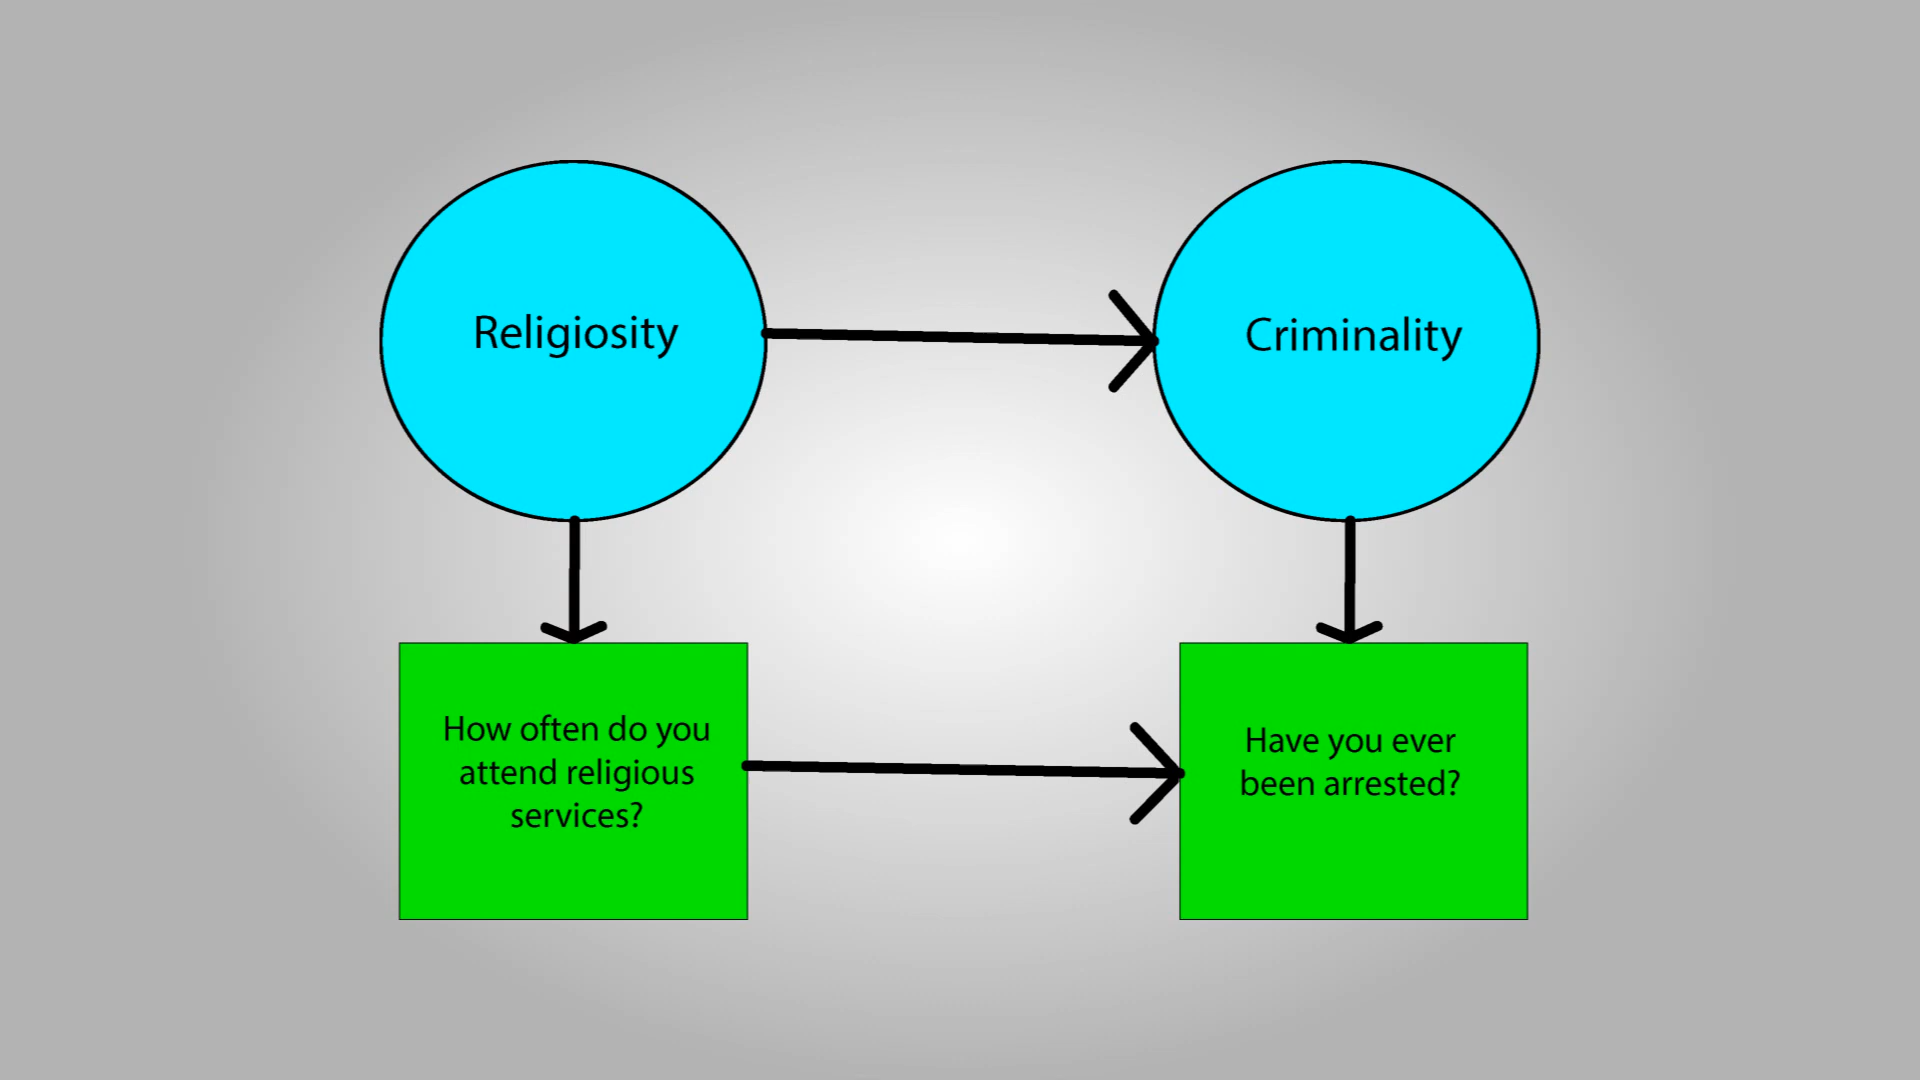 Religiosity
Criminality
How often do you
attend religious
services?
Have you ever
been arrested?